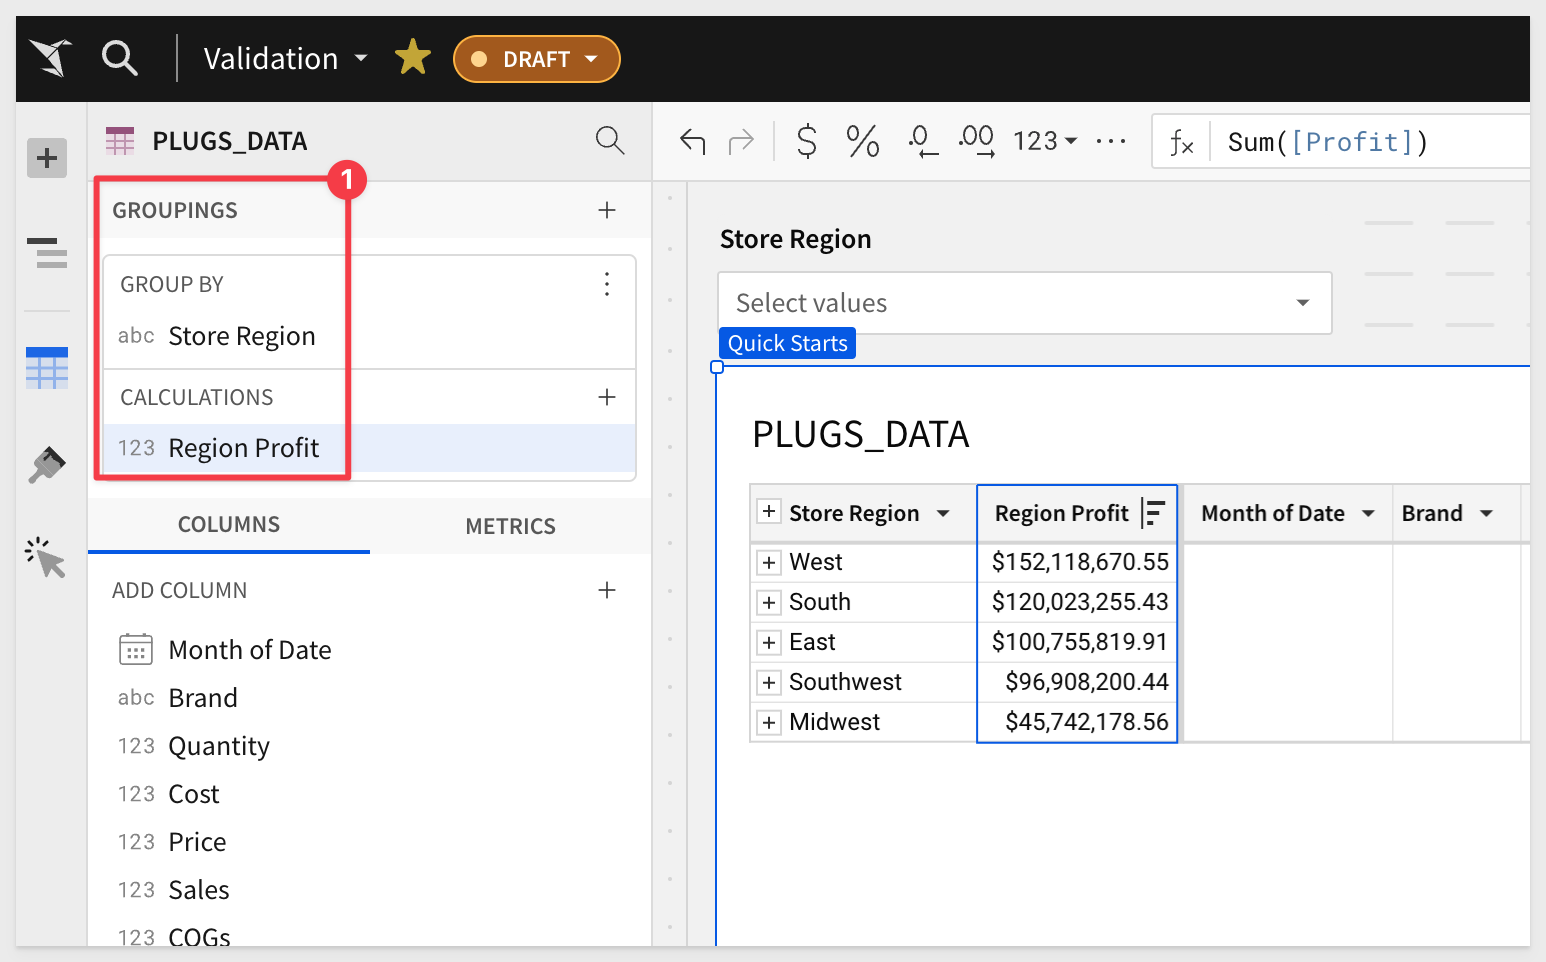 Validation
DRAFT
PLUGS_DATA
123
fx
Sum([Profit])
1
GROUPINGS
GROUP BY
abc Store Region
CALCULATIONS
123 Region Profit
COLUMNS METRICS
ADD COLUMN
Month of Date
abc Brand
123 Quantity
123 Cost
123 Price
123 Sales
123 COGs
$ % .0 .00
Store Region
Select values
Quick Starts
PLUGS_DATA
Store Region Region Profit Month of Date Brand
West $152,118,670.55
South $120,023,255.43
East $100,755,819.91
Southwest $96,908,200.44
Midwest $45,742,178.56